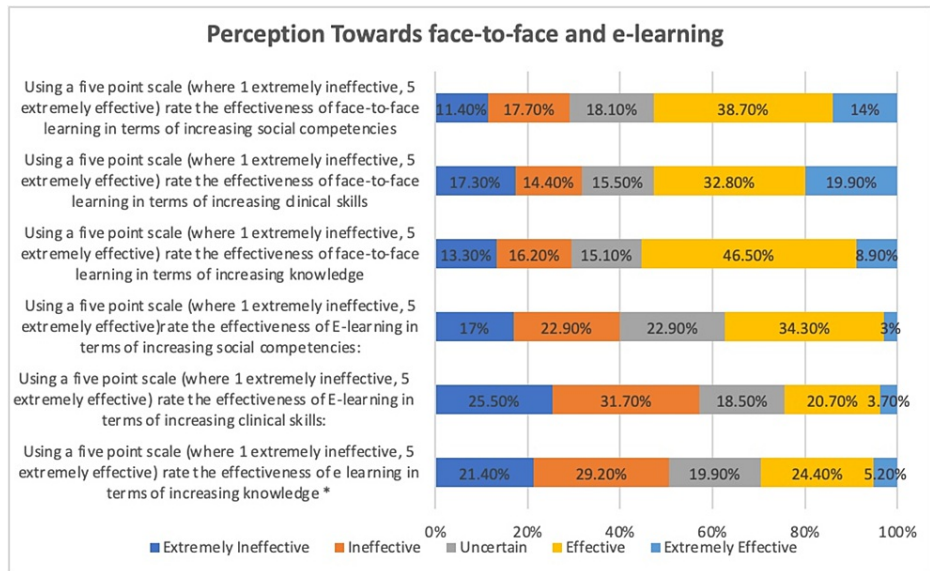 Perception Towards face-to-face and e-learning
Using a five point scale (where 1 extremely ineffective, 5
extremely effective) rate the effectiveness of face-to-face
learning in terms of increasing social competencies
11.40% 17.70% 18.10% 38.70% 14%
Using a five point scale (where 1 extremely ineffective, 5
extremely effective) rate the effectiveness of face-to-face
learning in terms of increasing clinical skills
17.30% 14.40% 15.50% 32.80% 19.90%
Using a five point scale (where 1 extremely ineffective, 5
extremely effective) rate the effectiveness of face-to-face
learning in terms of increasing knowledge
13.30% 16.20% 15.10% 46.50% 8.90%
Using a five point scale (where 1 extremely ineffective, 5
extremely effective)rate the effectiveness of E-learning in
terms of increasing social competencies:
17% 22.90% 22.90% 34.30% 3%
Using a five point scale (where 1 extremely ineffective, 5
extremely effective) rate the effectiveness of E-learning in
terms of increasing clinical skills:
25.50% 31.70% 18.50% 20.70% 3.70%
Using a five point scale (where 1 extremely ineffective, 5
extremely effective) rate the effectiveness of e learning in
terms of increasing knowledge *
21.40% 29.20% 19.90% 24.40% 5.20%
0% 20% 40% 60% 80% 100%
Extremely Ineffective Ineffective Uncertain Effective Extremely Effective